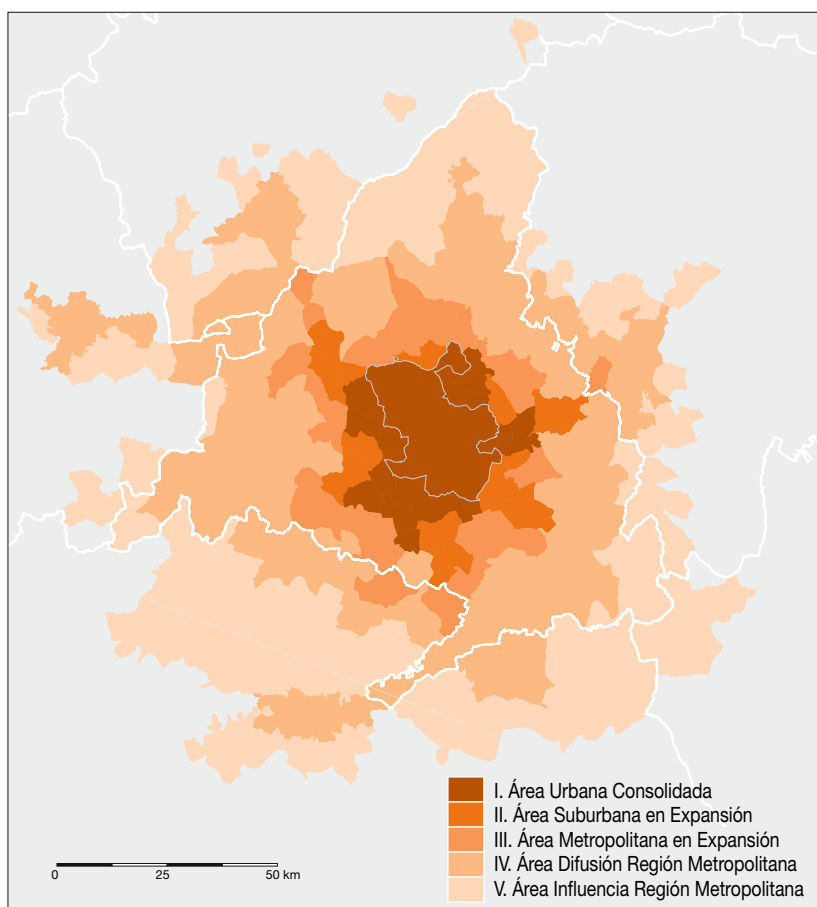 I. Área Urbana Consolidada
II. Área Suburbana en Expansión
III. Área Metropolitana en Expansión
IV. Área Difusión Región Metropolitana
V. Área Influencia Región Metropolitana
0 25 50 km